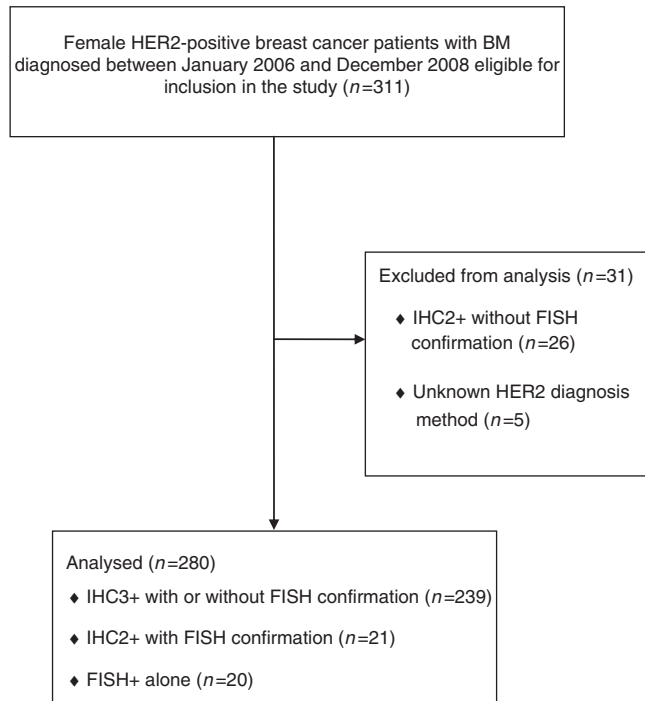 Female HER2-positive breast cancer patients with BM
diagnosed between January 2006 and December 2008 eligible for
inclusion in the study (n=311)
Excluded from analysis (n=31)
♦ IHC2+ without FISH
confirmation (n=26)
♦ Unknown HER2 diagnosis
method (n=5)
Analysed (n=280)
♦ IHC3+ with or without FISH confirmation (n=239)
♦ IHC2+ with FISH confirmation (n=21)
♦ FISH+ alone (n=20)